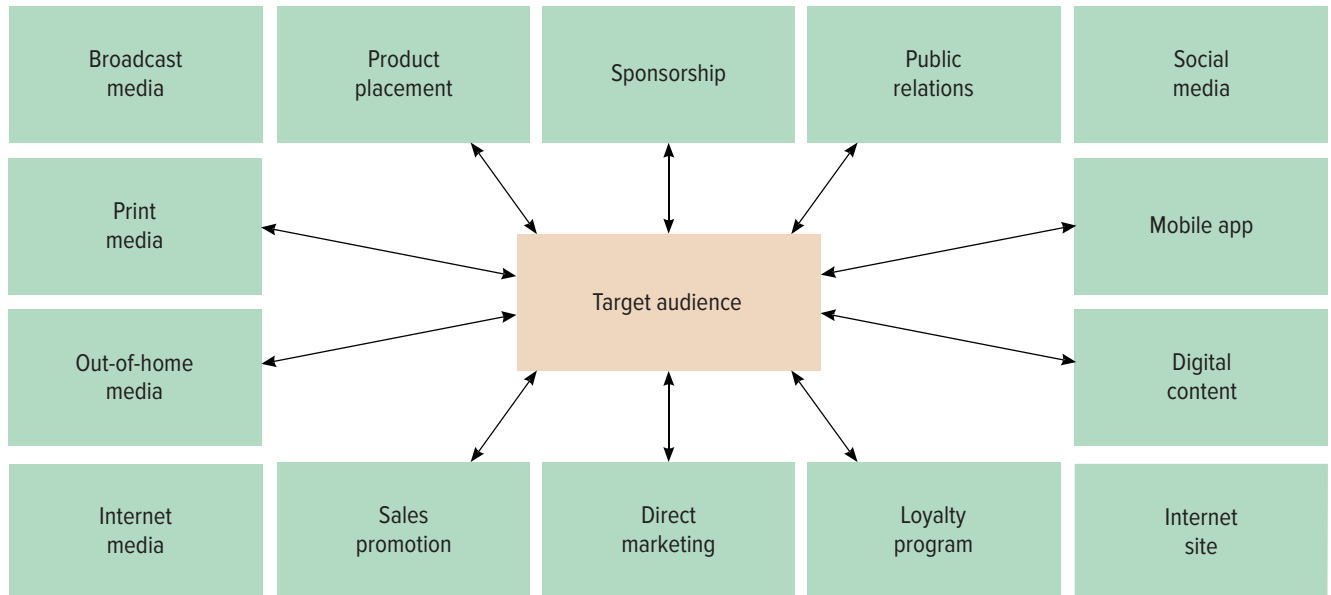 Broadcast
media
Product
placement
Sponsorship
Public
relations
Social
media
Print
media
Mobile app
Target audience
Out-of-home
media
Digital
content
Internet
media
Sales
promotion
Direct
marketing
Loyalty
program
Internet
site